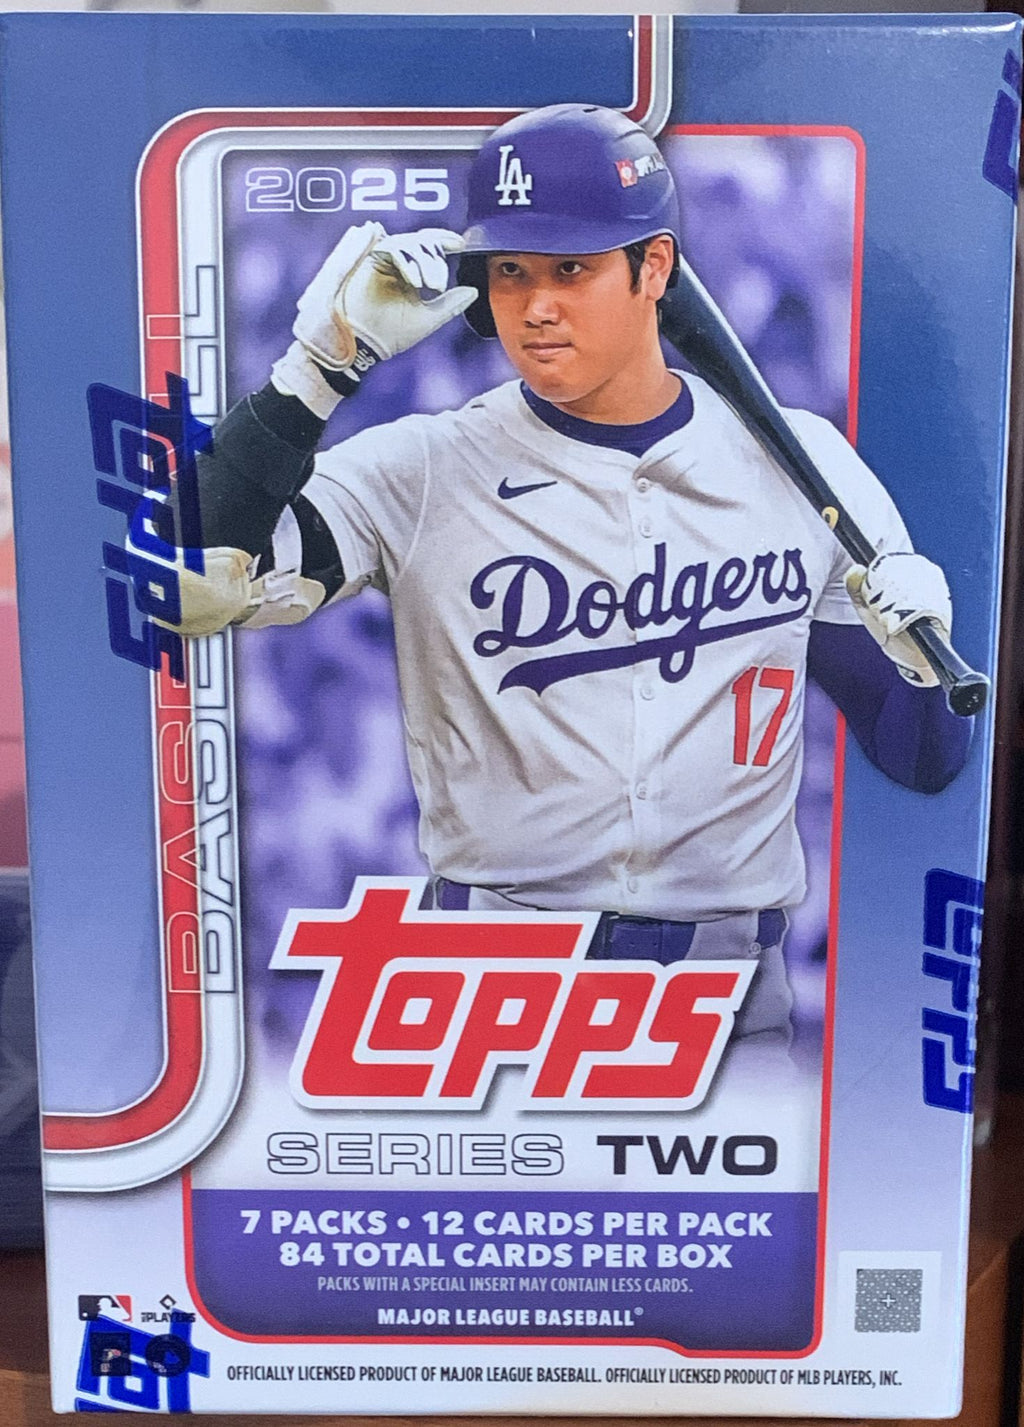 2025
LA
BASEBALL
BASEBALL
Dodgers
17
topps
SERIES TWO
7 PACKS • 12 CARDS PER PACK
84 TOTAL CARDS PER BOX
PACKS WITH A SPECIAL INSERT MAY CONTAIN LESS CARDS.
MAJOR LEAGUE BASEBALL®
PLAYERS
OFFICIALLY LICENSED PRODUCT OF MAJOR LEAGUE BASEBALL. OFFICIALLY LICENSED PRODUCT OF MLB PLAYERS, INC.
topps
topps